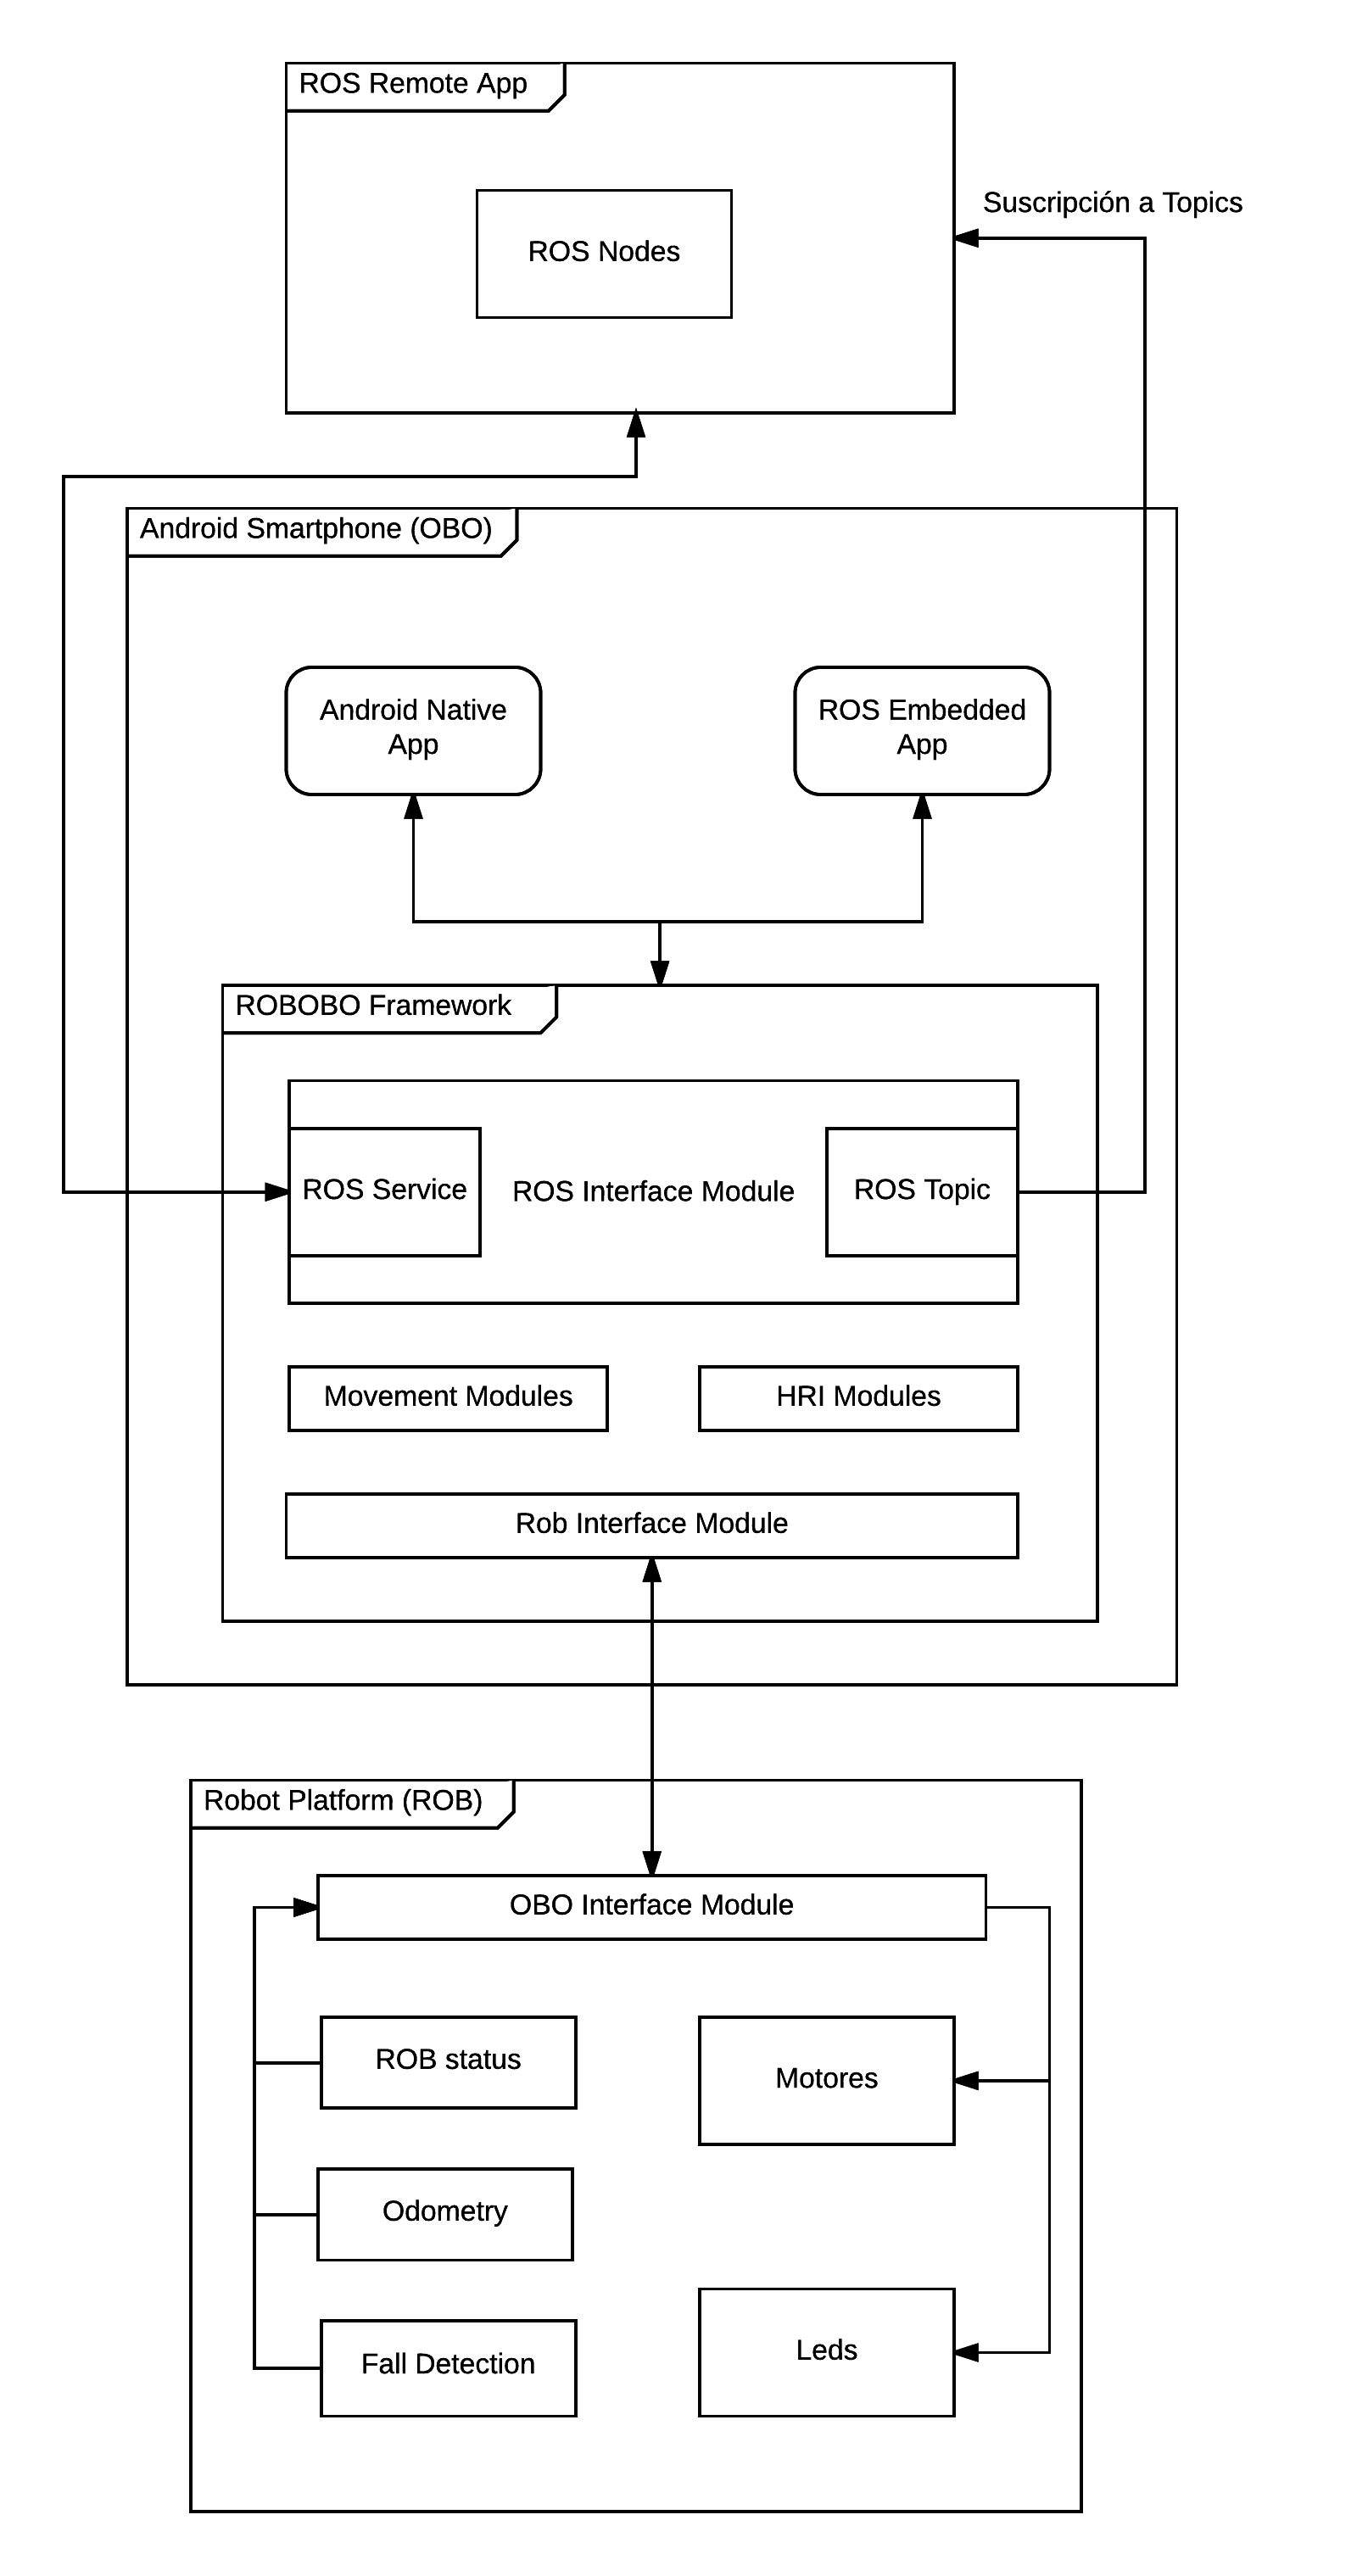 ROS Remote App
Suscripción a Topics
ROS Nodes
Android Smartphone (OBO)
Android Native
App
ROS Embedded
App
ROBOBO Framework
ROS Service
ROS Interface Module
ROS Topic
Movement Modules
HRI Modules
Rob Interface Module
Robot Platform (ROB)
OBO Interface Module
ROB status
Motores
Odometry
Leds
Fall Detection